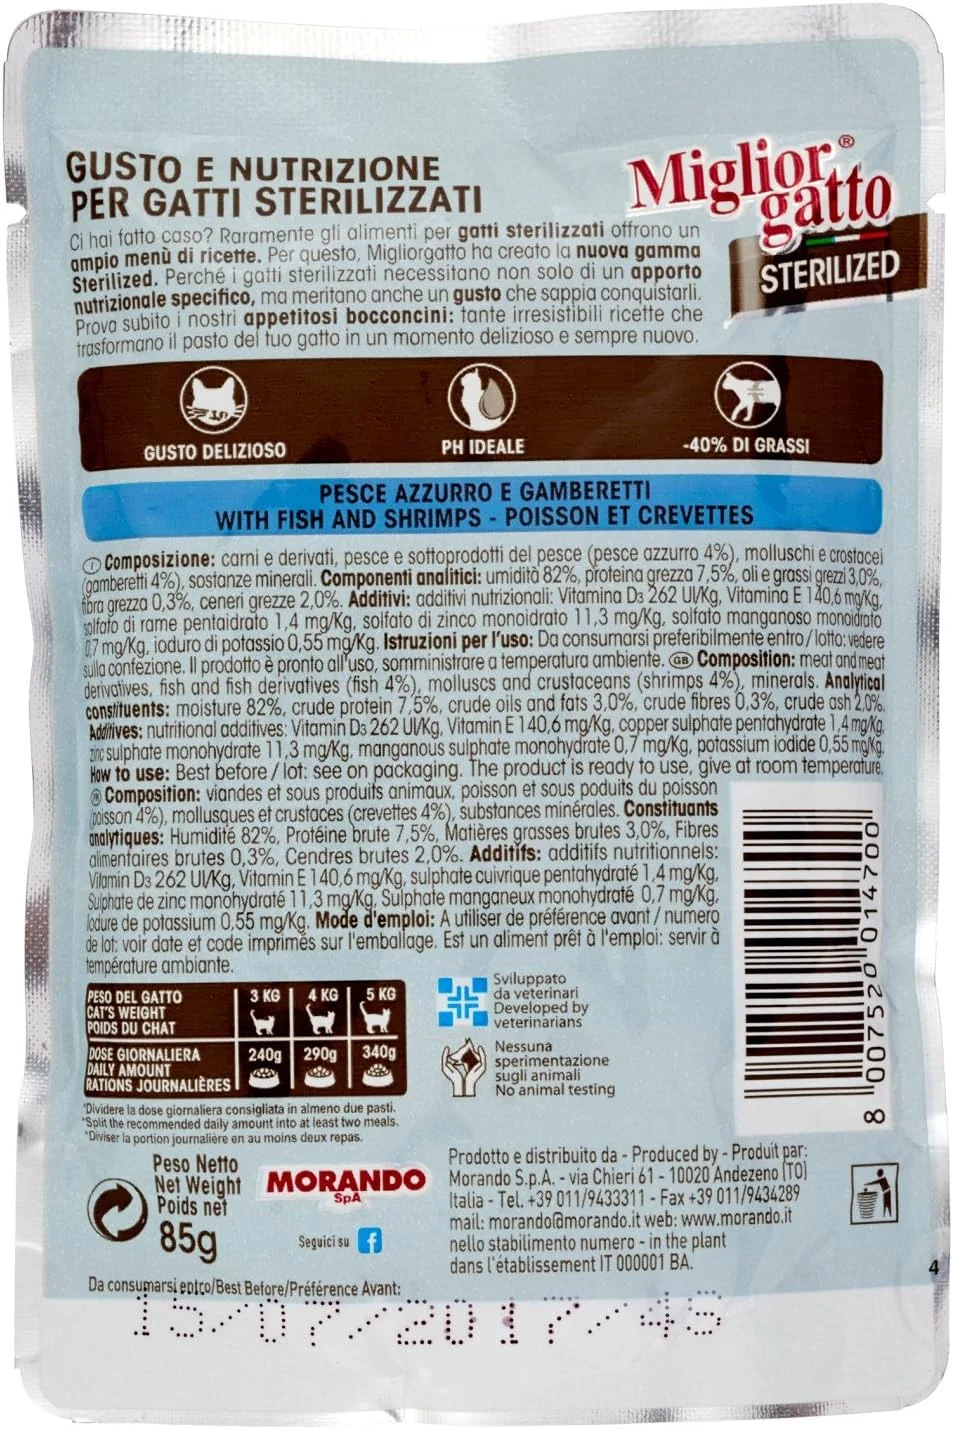 GUSTO E NUTRIZIONE
PER GATTI STERILIZZATI
Miglior®
gatto
STERILIZED
Ci hai fatto caso? Raramente gli alimenti per gatti sterilizzati offrono un
ampio menù di ricette. Per questo, Migliorgatto ha creato la nuova gamma
Sterilized. Perché i gatti sterilizzati necessitano non solo di un apporto
nutrizionale specifico, ma meritano anche un gusto che sappia conquistarli.
Prova subito i nostri appetitosi bocconcini: tante irresistibili ricette che
trasformano il pasto del tuo gatto in un momento delizioso e sempre nuovo.
GUSTO DELIZIOSO
PH IDEALE
-40% DI GRASSI
PESCE AZZURRO E GAMBERETTI
WITH FISH AND SHRIMPS - POISSON ET CREVETTES
I Composizione: carni e derivati, pesce e sottoprodotti del pesce (pesce azzurro 4%), molluschi e crostacei
(gamberetti 4%), sostanze minerali. Componenti analitici: umidità 82%, proteina grezza 7,5%, oli e grassi grezzi 3,0%,
fibra grezza 0,3%, ceneri grezze 2,0%. Additivi: additivi nutrizionali: Vitamina D3 262 UI/Kg, Vitamina E 140,6 mg/Kg,
solfato di rame pentaidrato 1,4 mg/Kg, solfato di zinco monoidrato 11,3 mg/Kg, solfato manganoso monoidrato
0,7 mg/Kg, ioduro di potassio 0,55 mg/Kg. Istruzioni per l'uso: Da consumarsi preferibilmente entro / lotto: vedere
sulla confezione. Il prodotto è pronto all'uso, somministrare a temperatura ambiente. GB Composition: meat and meat
derivatives, fish and fish derivatives (fish 4%), molluscs and crustaceans (shrimps 4%), minerals. Analytical
constituents: moisture 82%, crude protein 7,5%, crude oils and fats 3,0%, crude fibres 0,3%, crude ash 2,0%.
Additives: nutritional additives: Vitamin D3 262 UI/Kg, Vitamin E 140,6 mg/Kg, copper sulphate pentahydrate 1,4 mg/Kg,
zinc sulphate monohydrate 11,3 mg/Kg, manganous sulphate monohydrate 0,7 mg/Kg, potassium iodide 0,55 mg/Kg.
How to use: Best before / lot: see on packaging. The product is ready to use, give at room temperature.
FR Composition: viandes et sous produits animaux, poisson et sous poduits du poisson
(poisson 4%), mollusques et crustaces (crevettes 4%), substances minérales. Constituants
analytiques: Humidité 82%, Protéine brute 7,5%, Matières grasses brutes 3,0%, Fibres
alimentaires brutes 0,3%, Cendres brutes 2,0%. Additifs: additifs nutritionnels:
Vitamin D3 262 UI/Kg, Vitamin E 140,6 mg/Kg, sulphate cuivrique pentahydraté 1,4 mg/Kg,
Sulphate de zinc monohydraté 11,3 mg/Kg, Sulphate manganeux monohydraté 0,7 mg/Kg,
Iodure de potassium 0,55 mg/Kg. Mode d'emploi: A utiliser de préférence avant / numero
de lot: voir date et code imprimés sur l'emballage. Est un aliment prêt à l'emploi: servir à
température ambiante.
8 007520 014700
PESO DEL GATTO
CAT'S WEIGHT
POIDS DU CHAT
3 KG
4 KG
5 KG
DOSE GIORNALIERA
DAILY AMOUNT
RATIONS JOURNALIÈRES
240g
290g
340g
*Dividere la dose giornaliera consigliata in almeno due pasti.
*Split the recommended daily amount into at least two meals.
*Diviser la portion journalière en au moins deux repas.
Sviluppato
da veterinari
Developed by
veterinarians
Nessuna
sperimentazione
sugli animali
No animal testing
Peso Netto
Net Weight
Poids net
85g
MORANDO
SpA
Seguici su f
Prodotto e distribuito da - Produced by - Produit par:
Morando S.p.A. - via Chieri 61 - 10020 Andezeno (TO)
Italia - Tel. +39 011/9433311 - Fax +39 011/9434289
mail: morando@morando.it web: www.morando.it
nello stabilimento numero - in the plant
dans l'établissement IT 000001 BA.
4
Da consumarsi entro/Best Before/Préférence Avant:
15/07/2017/4S